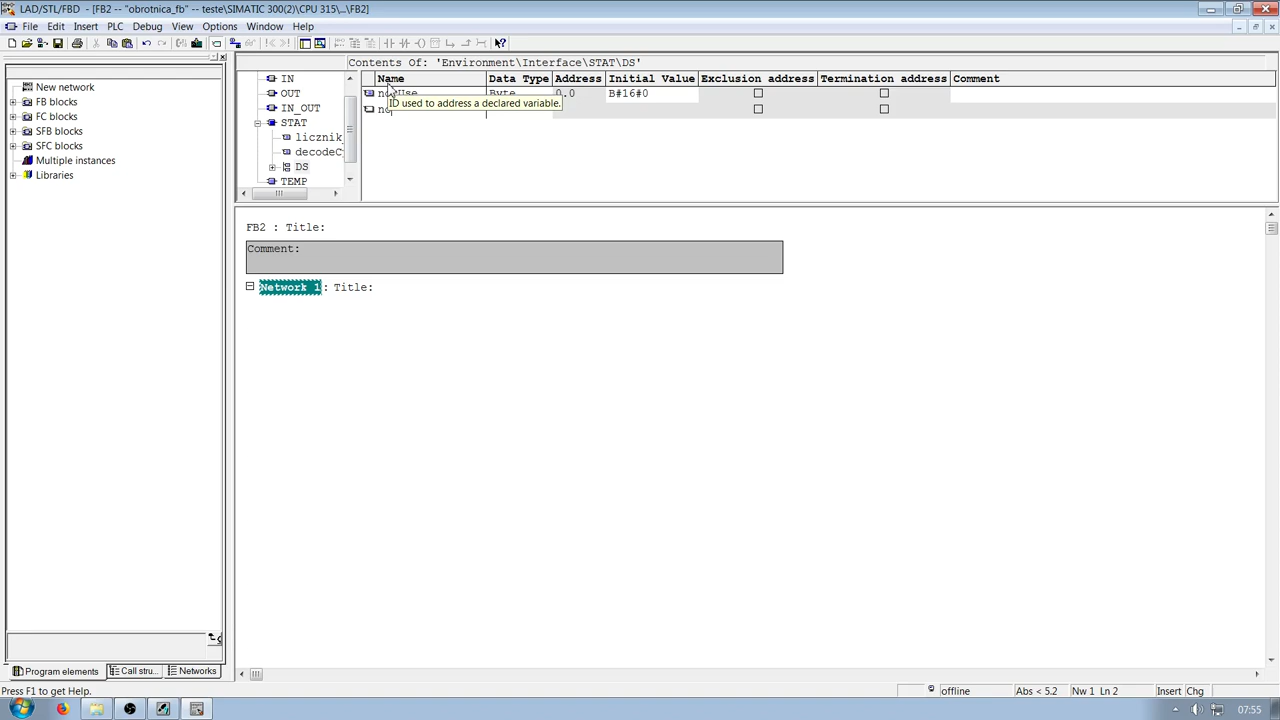 LAD/STL/FBD - [FB2 -- "obrotnica_fb" -- teste\SIMATIC 300(2)\CPU 315\...\FB2]
File Edit Insert PLC Debug View Options Window Help
New network
FB blocks
FC blocks
SFB blocks
SFC blocks
Multiple instances
Libraries
Program elements Call stru... Networks
Contents Of: 'Environment\Interface\STAT\DS'
IN
OUT
IN_OUT
STAT
licznik_
decodeC
DS
TEMP
Name Data Type Address Initial Value Exclusion address Termination address Comment
Byte 0.0 B#16#0
no
ID used to address a declared variable.
FB2 : Title:
Comment:
Network 1: Title:
Press F1 to get Help.
offline Abs < 5.2 Nw 1 Ln 2 Insert Chg
07:55